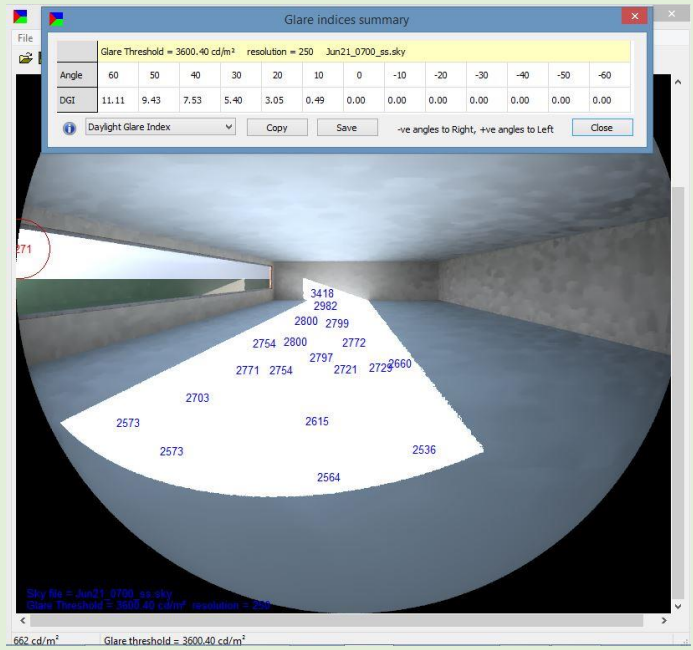 Glare indices summary
File
Glare Threshold = 3600.40 cd/m² resolution = 250 Jun21_0700_ss.sky
Angle 60 50 40 30 20 10 0 -10 -20 -30 -40 -50 -60
DGI 11.11 9.43 7.53 5.40 3.05 0.49 0.00 0.00 0.00 0.00 0.00 0.00 0.00
Daylight Glare Index Copy Save -ve angles to Right, +ve angles to Left Close
271
3418
2982
2800 2799
2754 2800 2772
2797
2771 2754 2721 2729 2660
2703
2573 2615
2573 2536
2564
Sky file = Jun21_0700_ss.sky
Glare Threshold = 3600.40 cd/m² resolution = 250
662 cd/m² Glare threshold = 3600.40 cd/m²